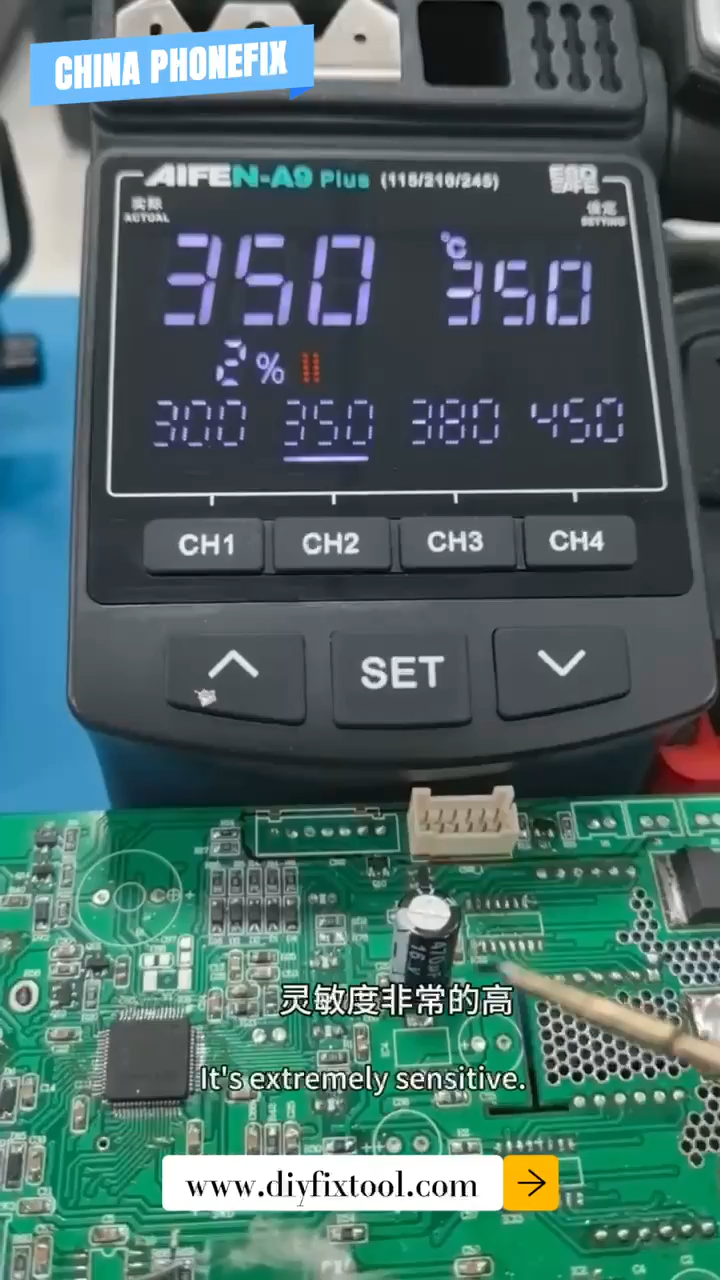 CHINA PHONEFIX
AIFEN-A9 Plus (115/210/245)
ESD
SAFE
实际
ACTUAL
设定
SETTING
350
°C
350
2%
300 350 380 450
CH1 CH2 CH3 CH4
SET
16 V
灵敏度非常的高
It's extremely sensitive.
www.diyfixtool.com